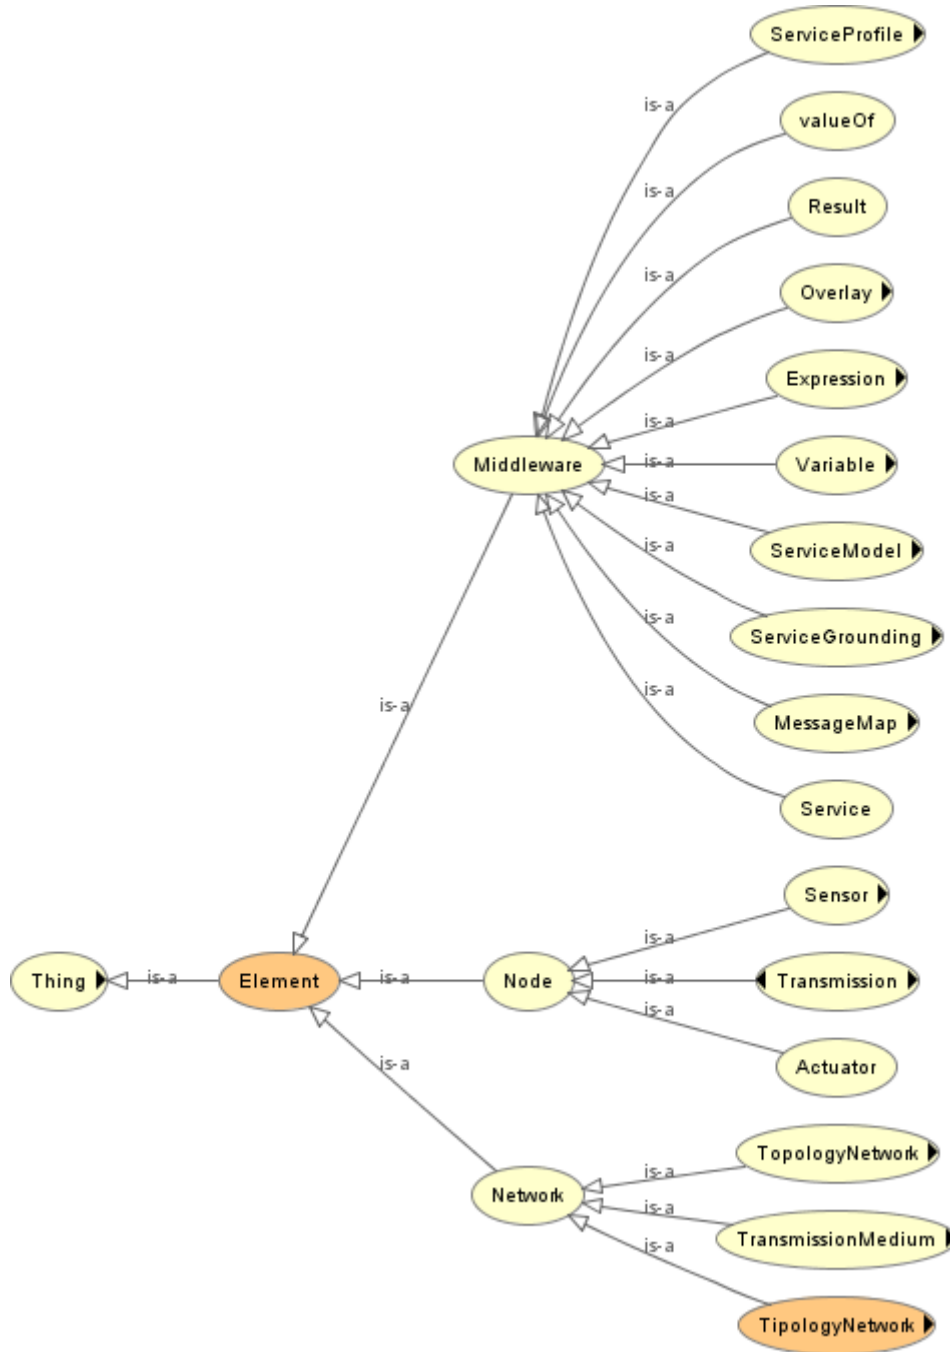 ServiceProfile
is-a
valueOf
is-a
Result
is-a
Overlay
is-a
Expression
is-a
Middleware
is-a
Variable
is-a
ServiceModel
is-a
ServiceGrounding
is-a
MessageMap
is-a
is-a
Service
Sensor
is-a
Thing
is-a
Element
is-a
Node
is-a
Transmission
is-a
Actuator
is-a
TopologyNetwork
is-a
Network
is-a
TransmissionMedium
is-a
TipologyNetwork